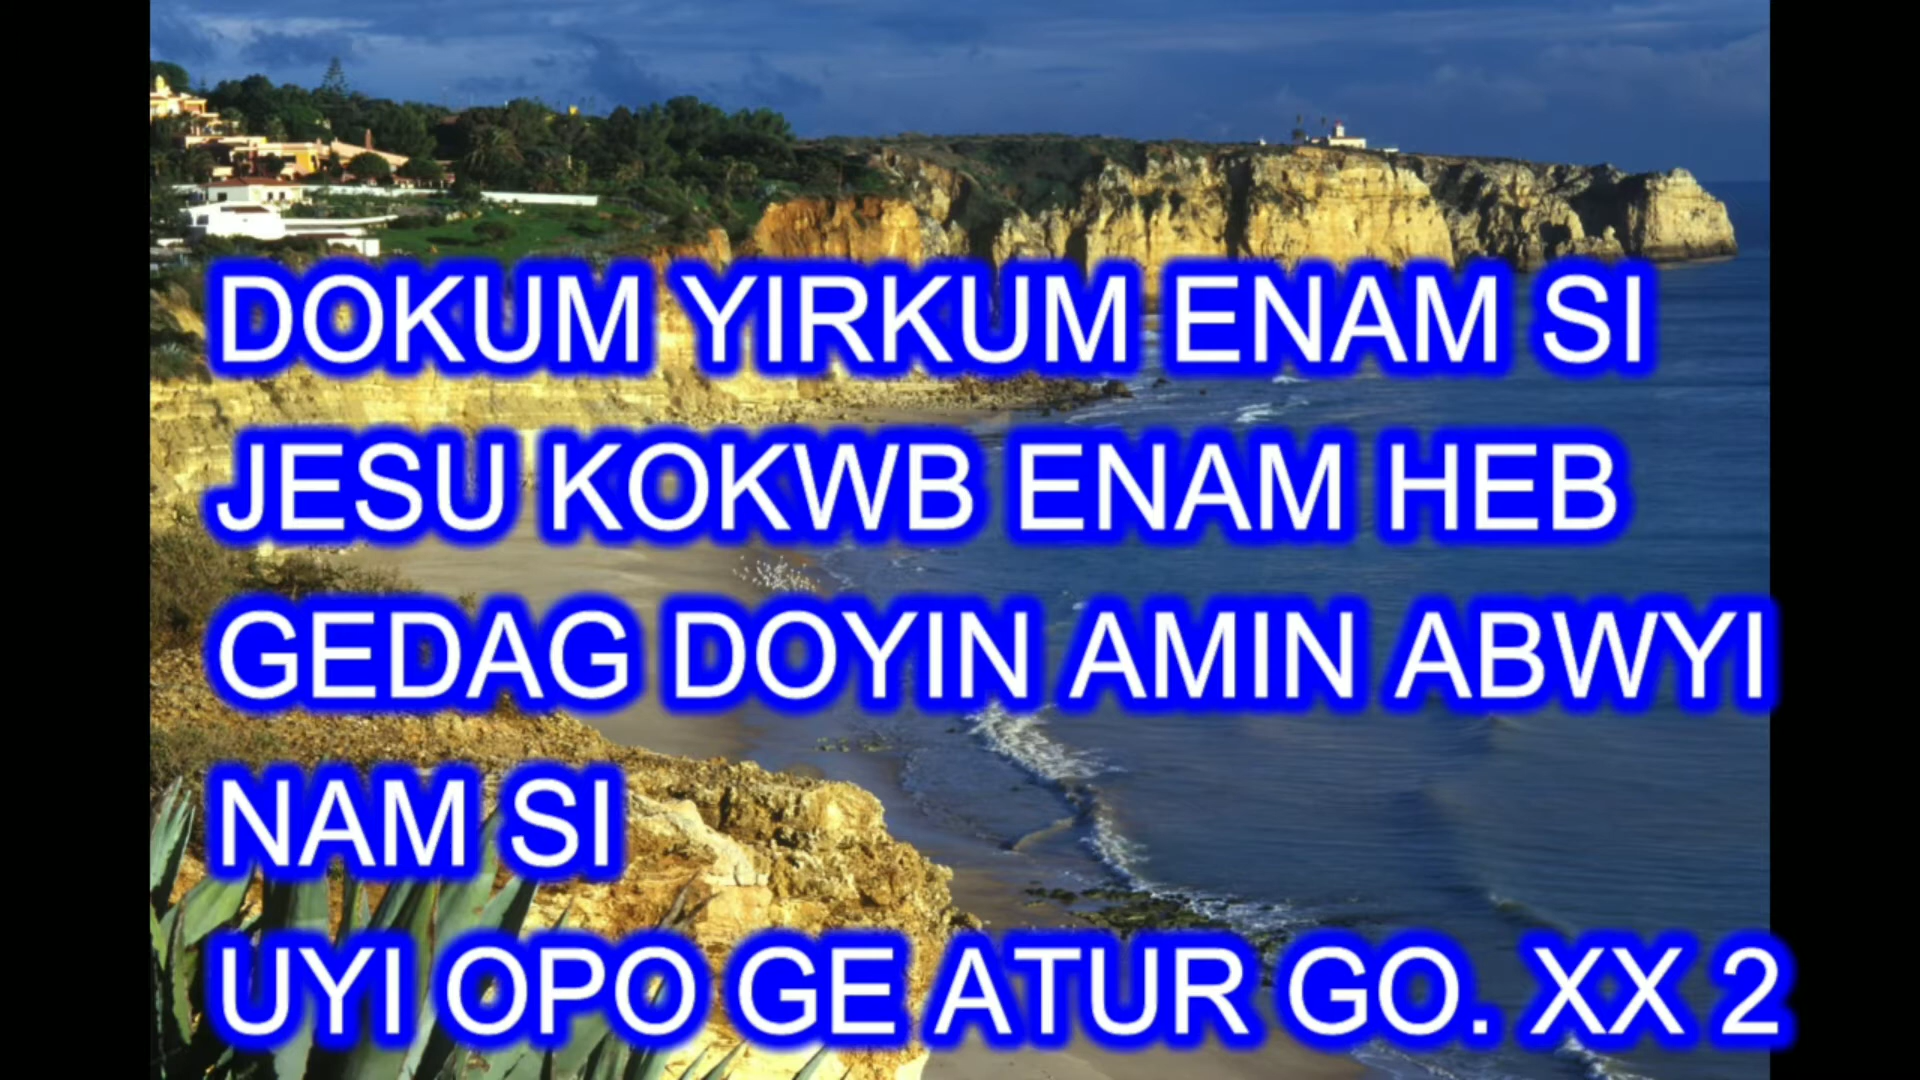 DOKUM YIRKUM ENAM SI
JESU KOKWB ENAM HEB
GEDAG DOYIN AMIN ABWYI
NAM SI
UYI OPO GE ATUR GO. XX 2